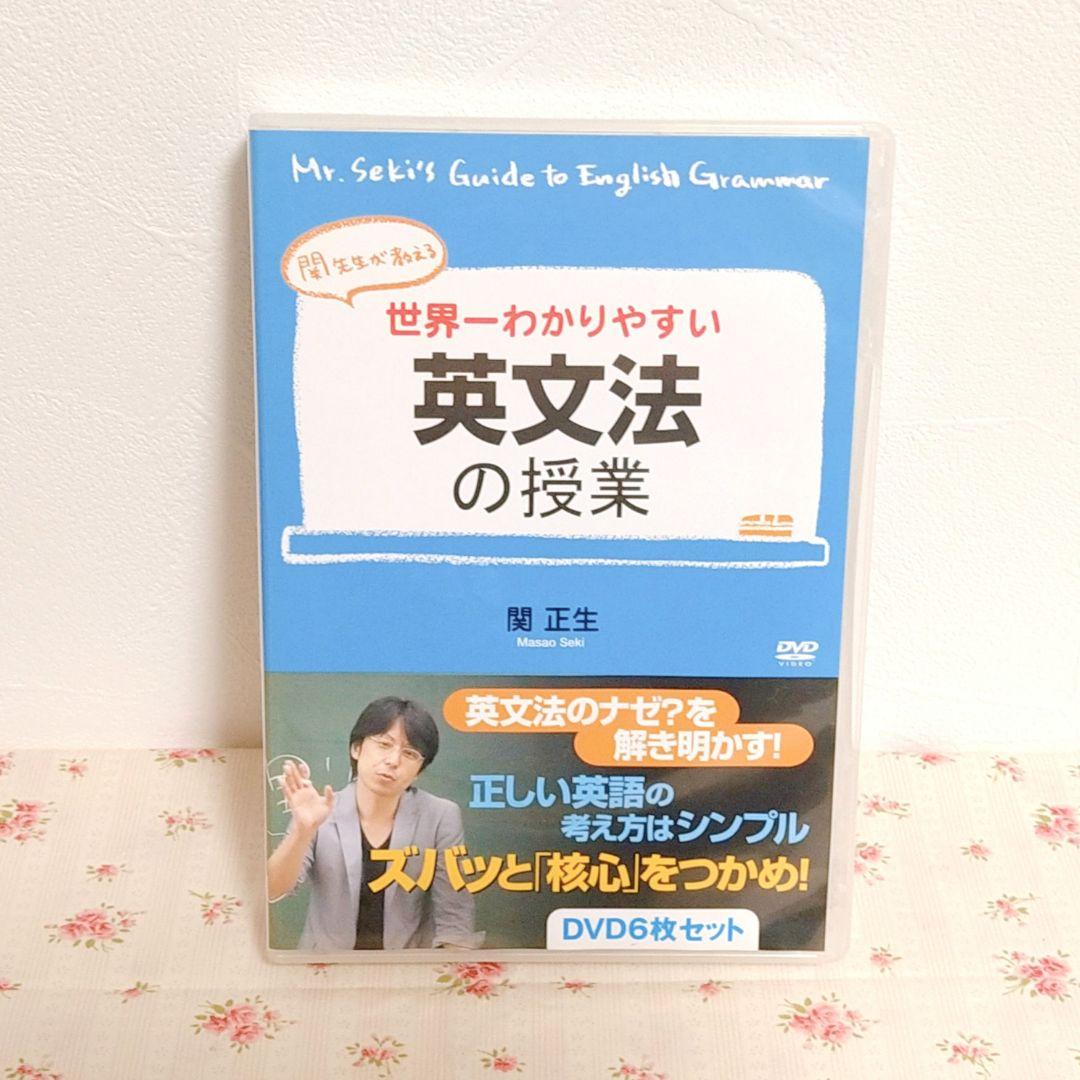 Mr. Seki's Guide to English Grammar
関先生が教える
世界一わかりやすい
英文法
の授業
関 正生
Masao Seki
DVD
VIDEO
英文法のナゼ?を
解き明かす!
正しい英語の
考え方はシンプル
ズバッと「核心」をつかめ!
DVD6枚セット